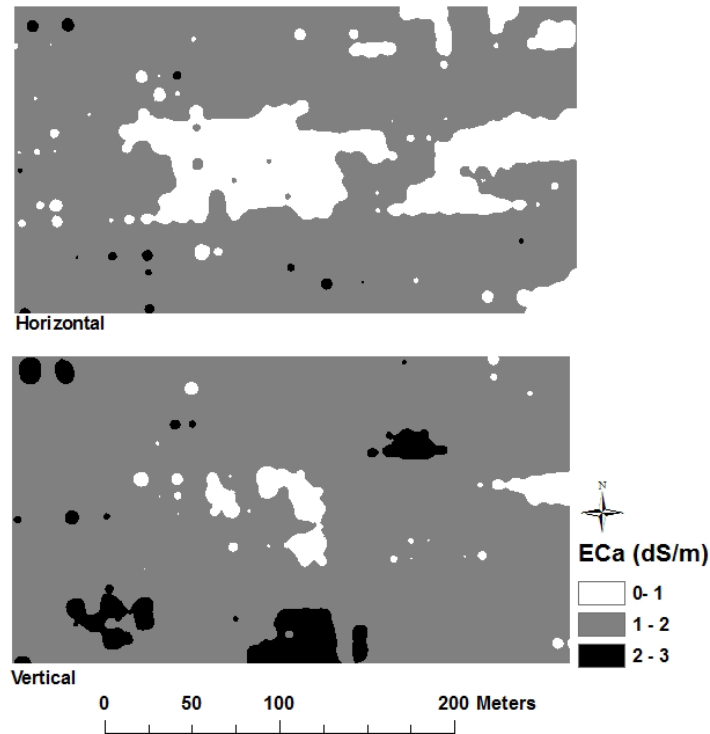 Horizontal
N
ECa (dS/m)
0- 1
1 - 2
2 - 3
Vertical
0 50 100 200 Meters